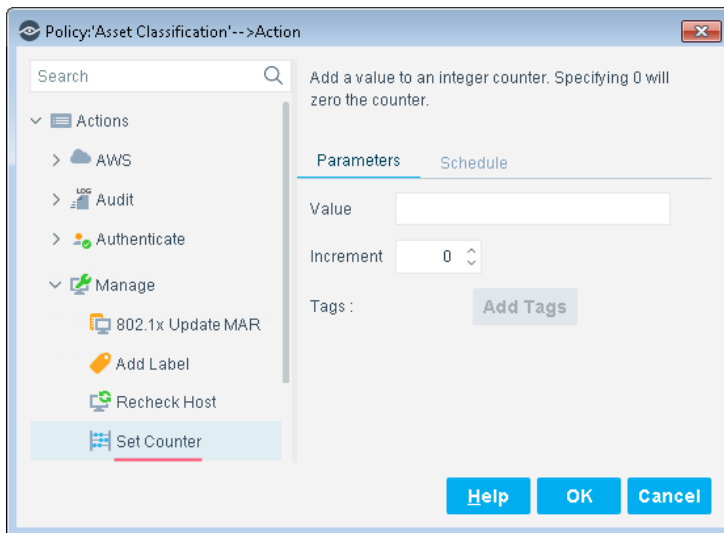 Policy:'Asset Classification'-->Action
Search
Actions
AWS
LOG
Audit
Authenticate
Manage
802.1x Update MAR
Add Label
Recheck Host
Set Counter
Add a value to an integer counter. Specifying 0 will
zero the counter.
Parameters Schedule
Value
Increment 0
Tags : Add Tags
Help OK Cancel